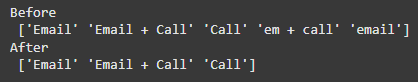 Before
['Email' 'Email + Call' 'Call' 'em + call' 'email']
After
['Email' 'Email + Call' 'Call']